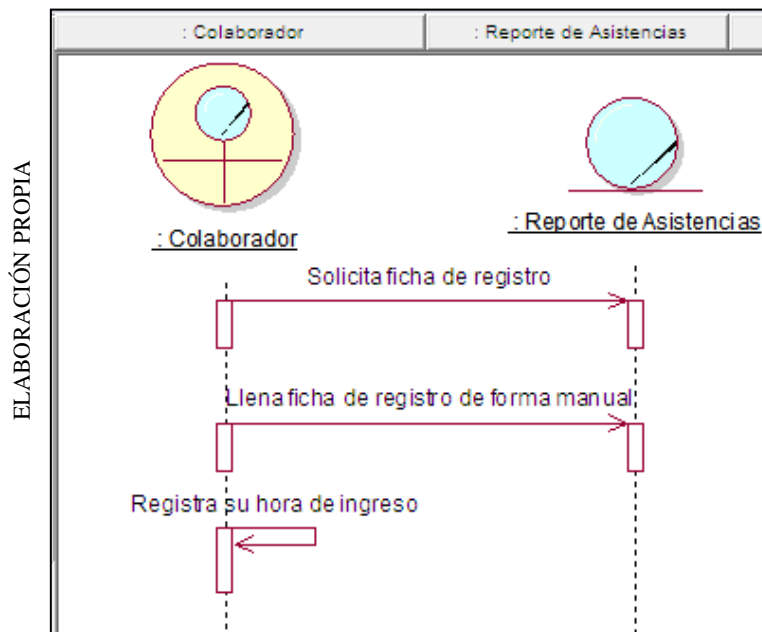 ELABORACIÓN PROPIA
: Colaborador
: Reporte de Asistencias
: Colaborador
: Reporte de Asistencias
Solicita ficha de registro
Llena ficha de registro de forma manual
Registra su hora de ingreso